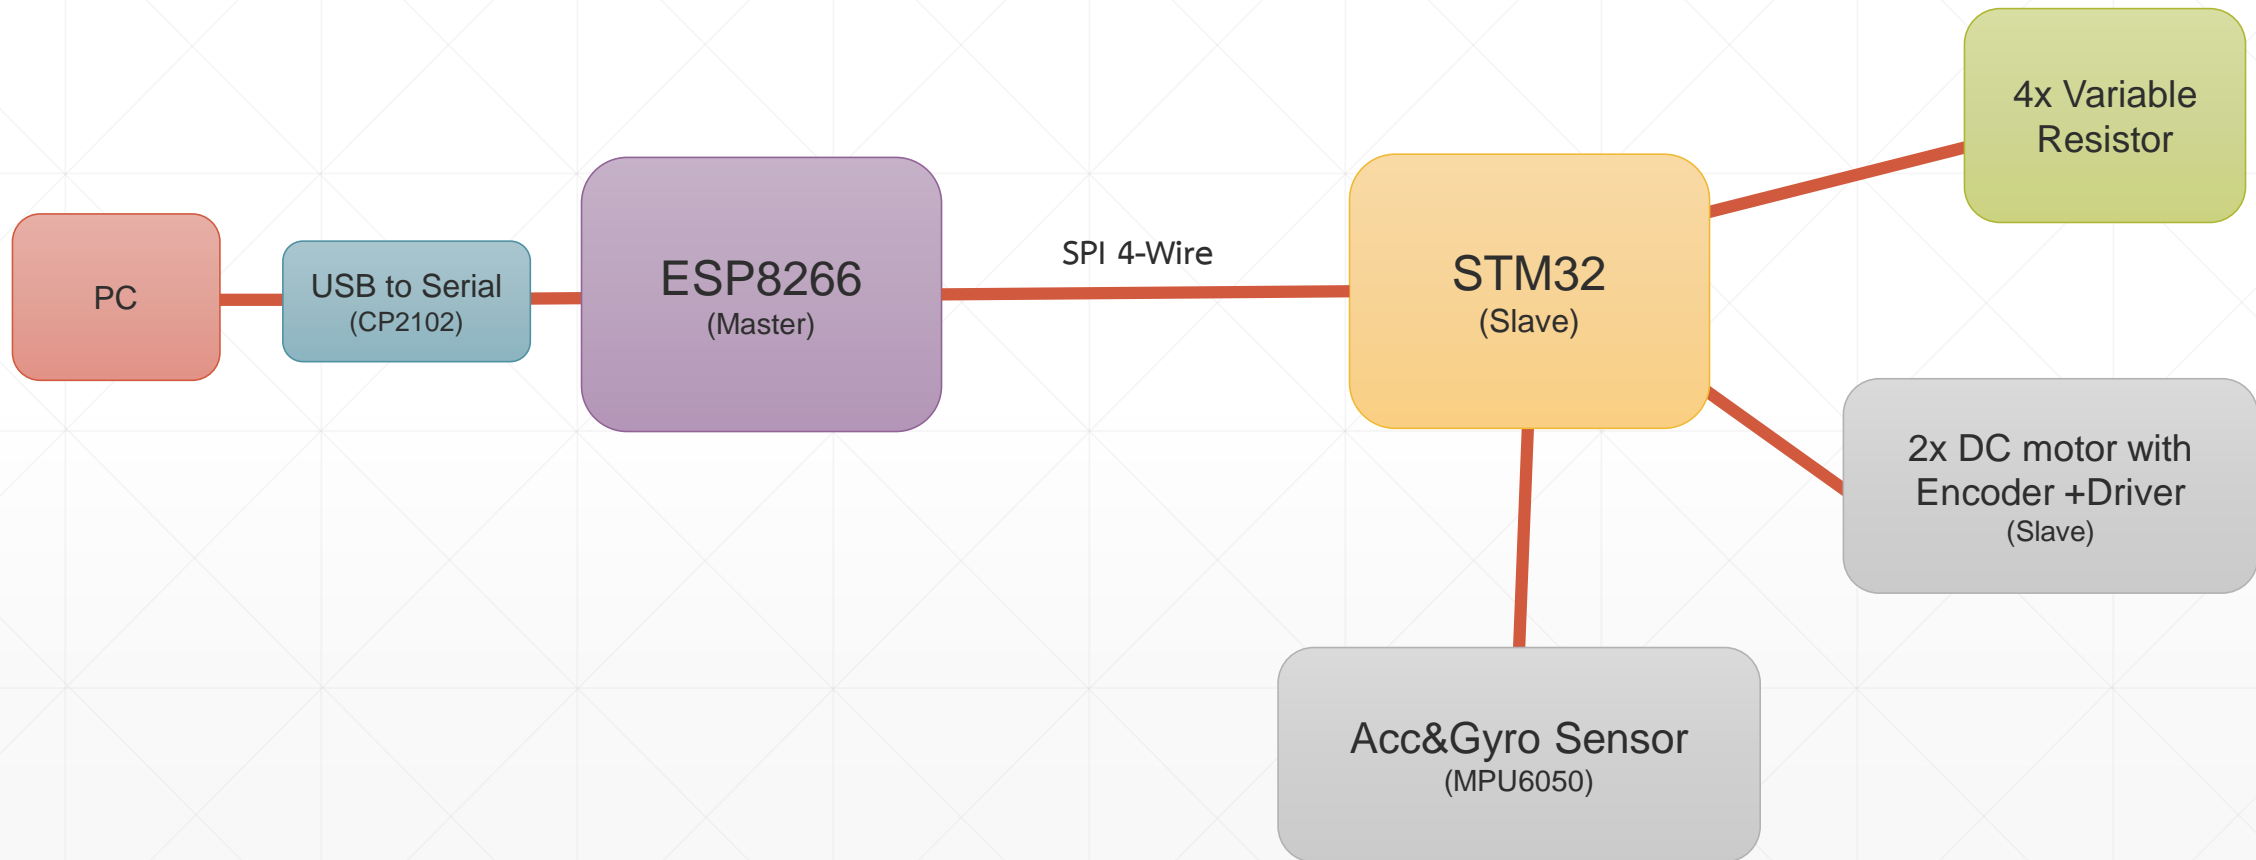 PC
USB to Serial
(CP2102)
ESP8266
(Master)
SPI 4-Wire
STM32
(Slave)
4x Variable
Resistor
2x DC motor with
Encoder +Driver
(Slave)
Acc&Gyro Sensor
(MPU6050)